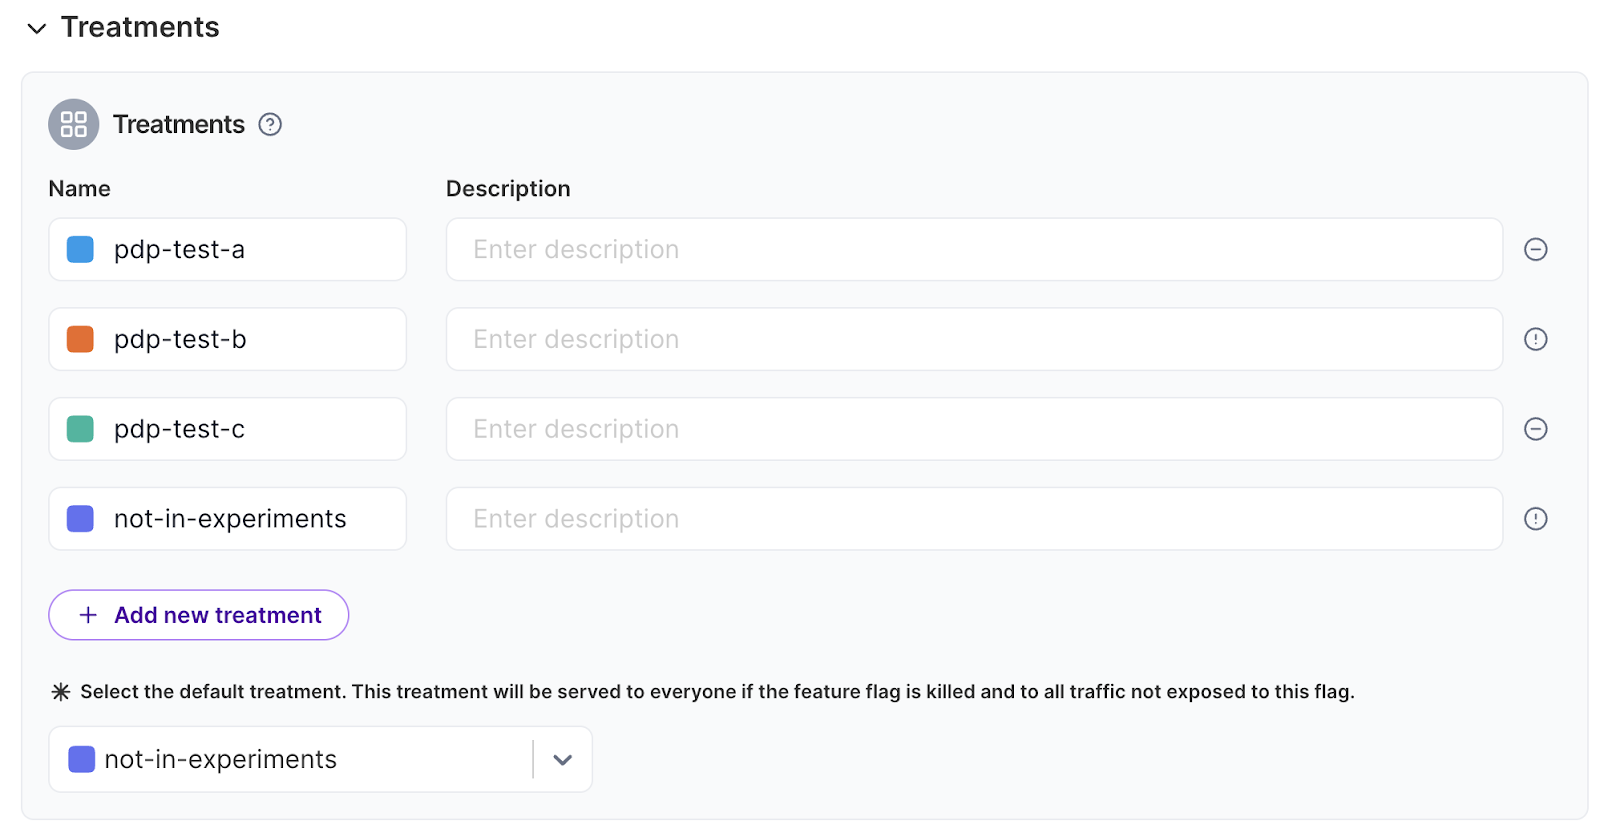 Treatments
Treatments
Name Description
pdp-test-a Enter description
pdp-test-b Enter description
pdp-test-c Enter description
not-in-experiments Enter description
+ Add new treatment
Select the default treatment. This treatment will be served to everyone if the feature flag is killed and to all traffic not exposed to this flag.
not-in-experiments